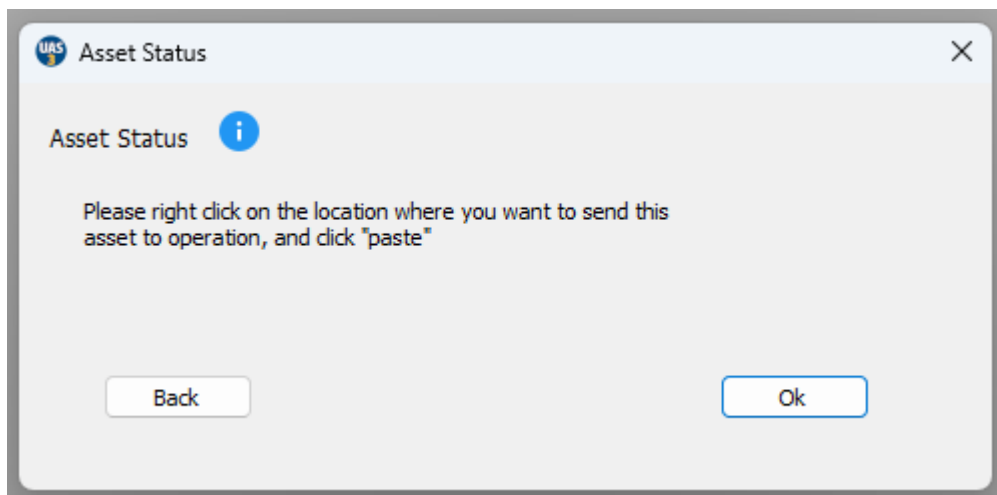 UAS
3
Asset Status
Asset Status
i
Please right click on the location where you want to send this
asset to operation, and click "paste"
Back
Ok